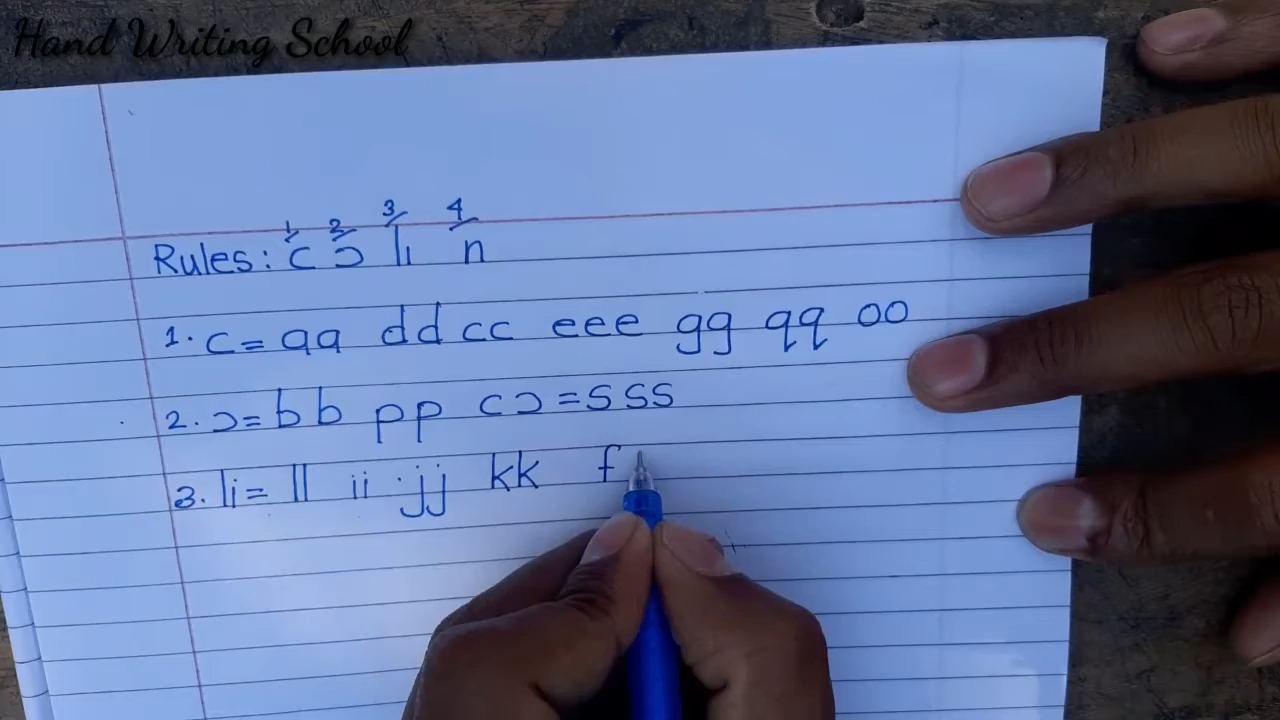 Hand Writing School
1 2 3 4
Rules: c ɔ li n
1. c= aa dd cc eee gg qq oo
2. ɔ= bb pp cɔ =sss
3. li= ll ii jj kk f